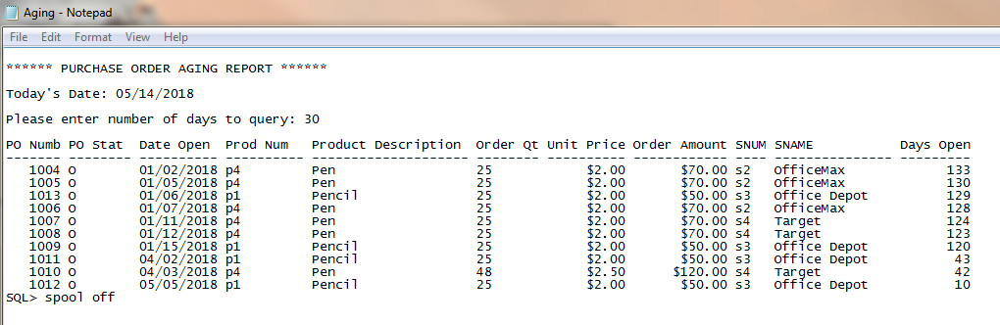 Aging - Notepad
File Edit Format View Help
****** PURCHASE ORDER AGING REPORT ******
Today's Date: 05/14/2018
Please enter number of days to query: 30
PO Numb PO Stat  Date Open  Prod Num   Product Description  Order Qt Unit Price Order Amount SNUM SNAME           Days Open
------- -------- ---------- ---------- -------------------- -------- ---------- ------------ ---- --------------- ---------
   1004 O        01/02/2018 p4         Pen                  25            $2.00       $70.00 s2   OfficeMax             133
   1005 O        01/05/2018 p4         Pen                  25            $2.00       $70.00 s2   OfficeMax             130
   1013 O        01/06/2018 p1         Pencil               25            $2.00       $50.00 s3   Office Depot          129
   1006 O        01/07/2018 p4         Pen                  25            $2.00       $70.00 s2   OfficeMax             128
   1007 O        01/11/2018 p4         Pen                  25            $2.00       $70.00 s4   Target                124
   1008 O        01/12/2018 p4         Pen                  25            $2.00       $70.00 s4   Target                123
   1009 O        01/15/2018 p1         Pencil               25            $2.00       $50.00 s3   Office Depot          120
   1011 O        04/02/2018 p1         Pencil               25            $2.00       $50.00 s3   Office Depot           43
   1010 O        04/03/2018 p4         Pen                  48            $2.50      $120.00 s4   Target                 42
   1012 O        05/05/2018 p1         Pencil               25            $2.00       $50.00 s3   Office Depot           10
SQL> spool off